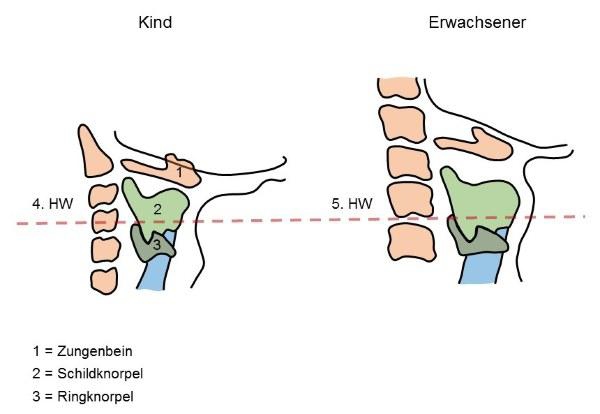 Kind
Erwachsener
4. HW
5. HW
1
2
3
1 = Zungenbein
2 = Schildknorpel
3 = Ringknorpel